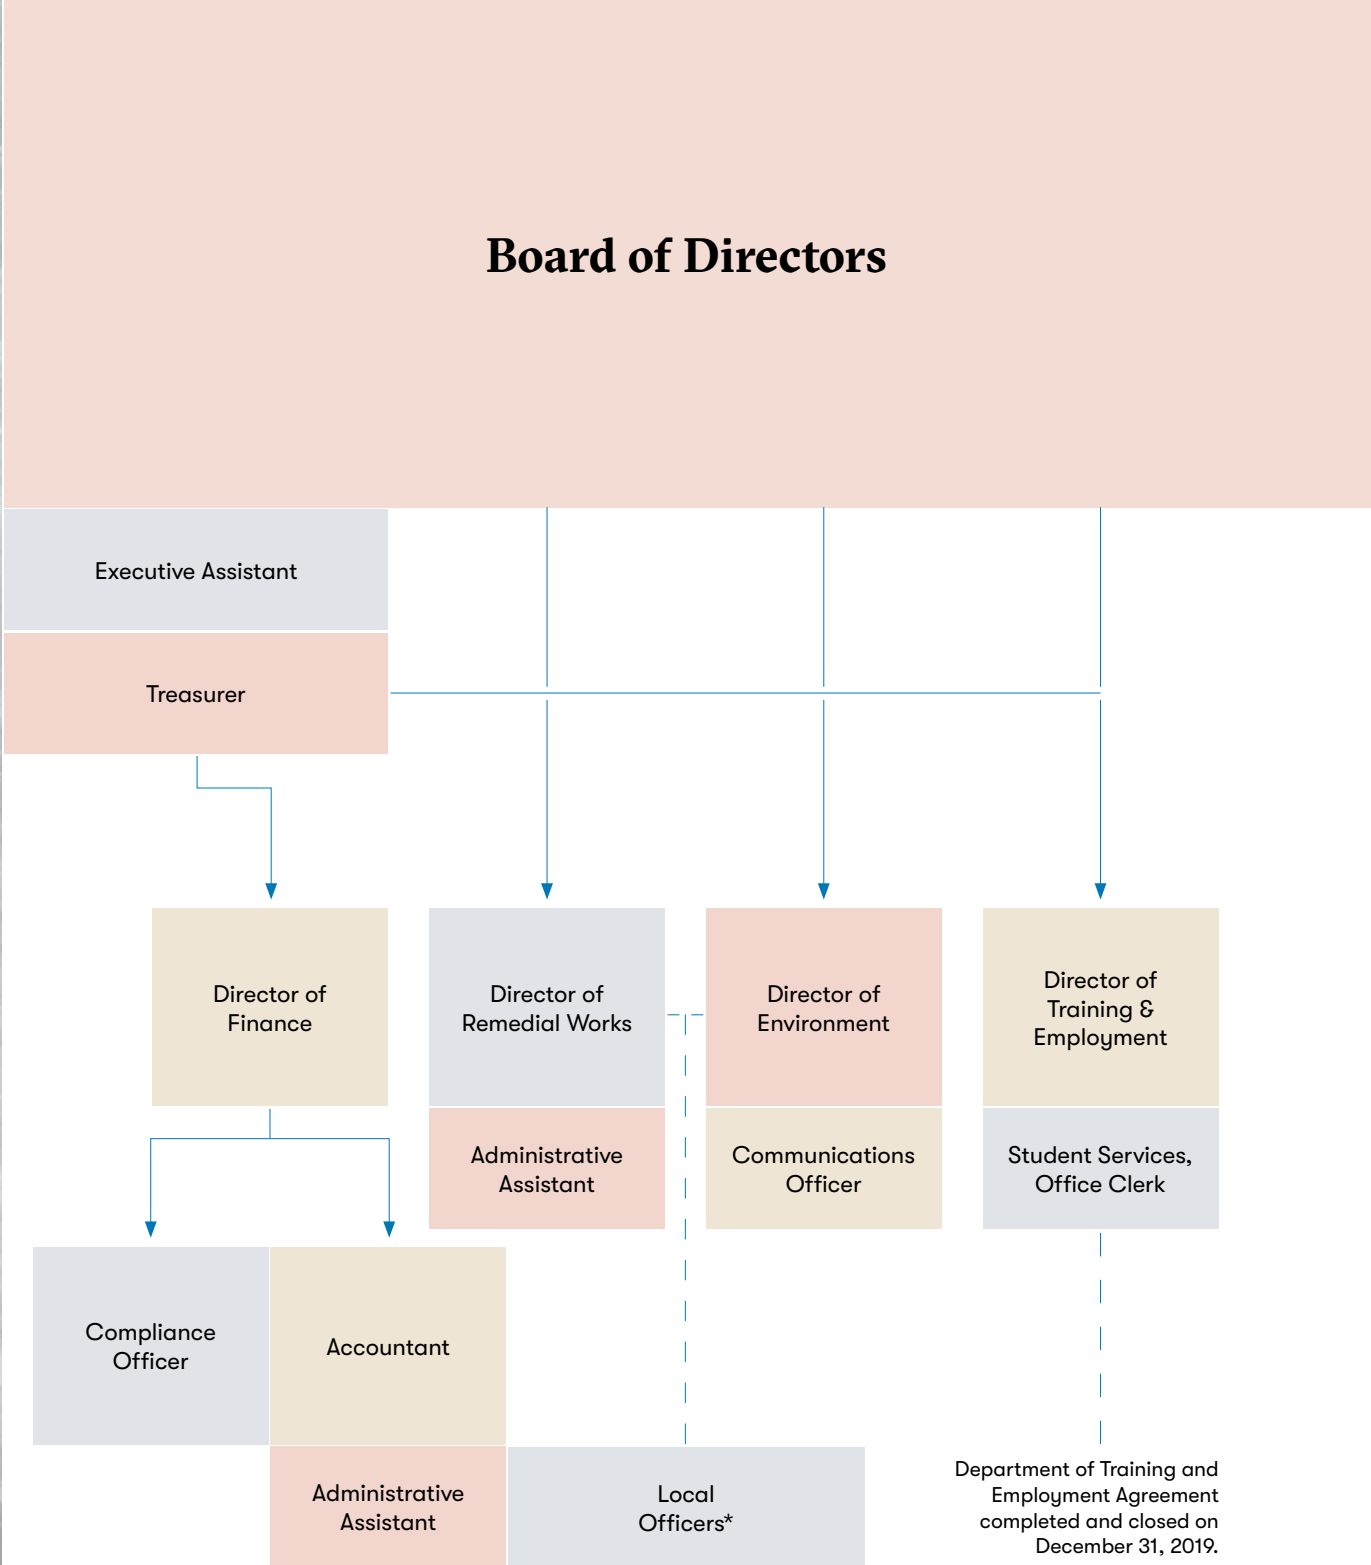 Board of Directors
Executive Assistant
Treasurer
Director of
Finance
Director of
Remedial Works
Director of
Environment
Director of
Training &
Employment
Administrative
Assistant
Communications
Officer
Student Services,
Office Clerk
Compliance
Officer
Accountant
Administrative
Assistant
Local
Officers*
Department of Training and
Employment Agreement
completed and closed on
December 31, 2019.